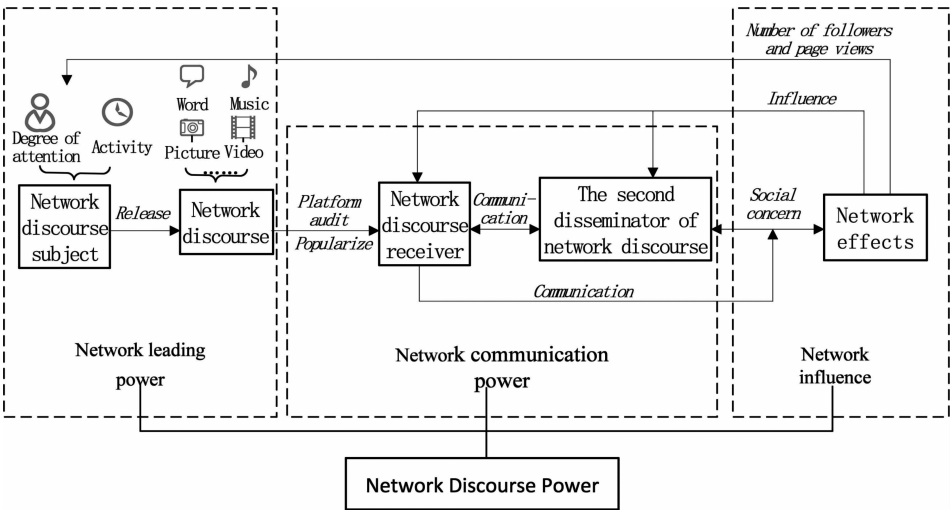 Number of followers
and page views
Word
Music
Influence
Degree of
attention
Activity
Picture
Video
Network
discourse
subject
Release
Network
discourse
Platform
audit
Popularize
Network
discourse
receiver
Communi-
cation
The second
disseminator of
network discourse
Social
concern
Network
effects
Communication
Network leading
power
Network communication
power
Network
influence
Network Discourse Power